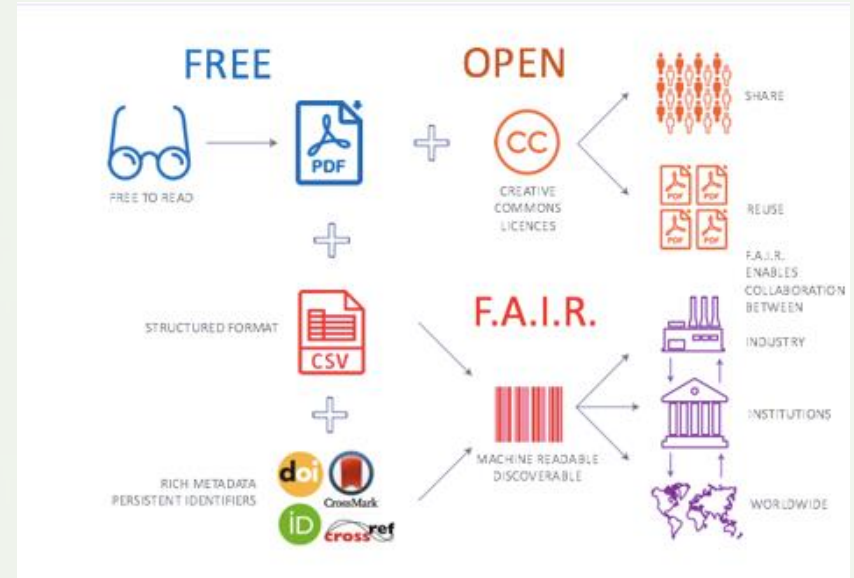 FREE
OPEN
PDF
CC
FREE TO READ
CREATIVE
COMMONS
LICENCES
SHARE
PDF
PDF
PDF
PDF
REUSE
F.A.I.R.
ENABLES
COLLABORATION
BETWEEN
STRUCTURED FORMAT
CSV
F.A.I.R.
INDUSTRY
INSTITUTIONS
MACHINE READABLE
DISCOVERABLE
RICH METADATA
PERSISTENT IDENTIFIERS
doi
CrossMark
iD
crossref
WORLDWIDE